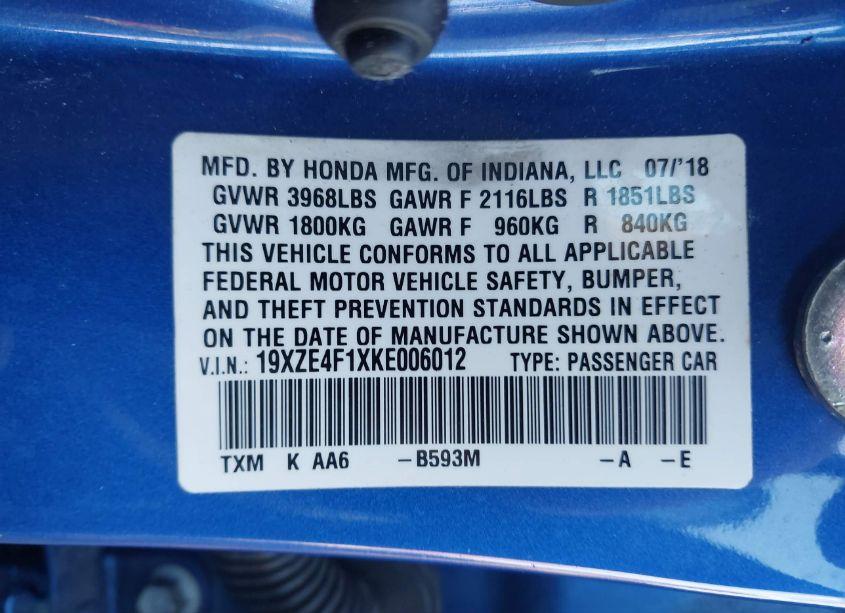 MFD. BY HONDA MFG. OF INDIANA, LLC 07/'18
GVWR 3968LBS GAWR F 2116LBS R 1851LBS
GVWR 1800KG GAWR F 960KG R 840KG
THIS VEHICLE CONFORMS TO ALL APPLICABLE
FEDERAL MOTOR VEHICLE SAFETY, BUMPER,
AND THEFT PREVENTION STANDARDS IN EFFECT
ON THE DATE OF MANUFACTURE SHOWN ABOVE.
V.I.N.: 19XZE4F1XKE006012 TYPE: PASSENGER CAR
TXM K AA6 -B593M -A -E